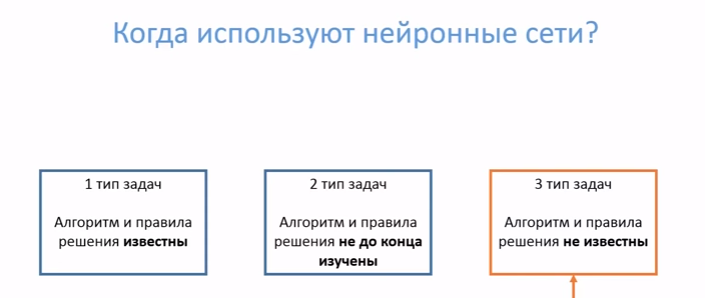 Когда используют нейронные сети?
1 тип задач
Алгоритм и правила
решения известны
2 тип задач
Алгоритм и правила
решения не до конца
изучены
3 тип задач
Алгоритм и правила
решения не известны